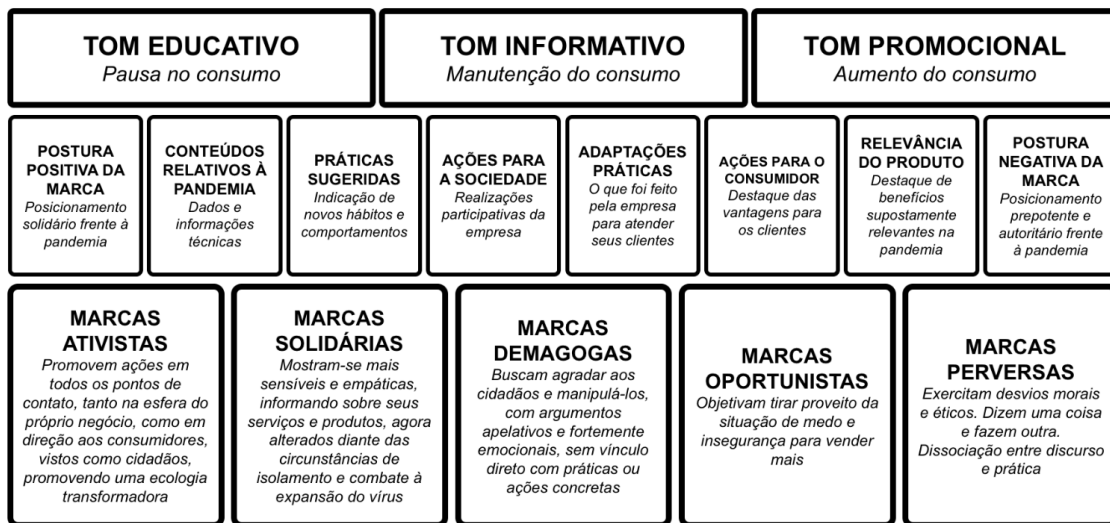 TOM EDUCATIVO
Pausa no consumo
TOM INFORMATIVO
Manutenção do consumo
TOM PROMOCIONAL
Aumento do consumo
POSTURA
POSITIVA DA
MARCA
Posicionamento
solidário frente à
pandemia
CONTEÚDOS
RELATIVOS À
PANDEMIA
Dados e
informações
técnicas
PRÁTICAS
SUGERIDAS
Indicação de
novos hábitos e
comportamentos
AÇÕES PARA
A SOCIEDADE
Realizações
participativas da
empresa
ADAPTAÇÕES
PRÁTICAS
O que foi feito
pela empresa
para atender
seus clientes
AÇÕES PARA O
CONSUMIDOR
Destaque das
vantagens para
os clientes
RELEVÂNCIA
DO PRODUTO
Destaque de
benefícios
supostamente
relevantes na
pandemia
POSTURA
NEGATIVA DA
MARCA
Posicionamento
prepotente e
autoritário frente
à pandemia
MARCAS
ATIVISTAS
Promovem ações em
todos os pontos de
contato, tanto na esfera do
próprio negócio, como em
direção aos consumidores,
vistos como cidadãos,
promovendo uma ecologia
transformadora
MARCAS
SOLIDÁRIAS
Mostram-se mais
sensíveis e empáticas,
informando sobre seus
serviços e produtos, agora
alterados diante das
circunstâncias de
isolamento e combate à
expansão do vírus
MARCAS
DEMAGOGAS
Buscam agradar aos
cidadãos e manipulá-los,
com argumentos
apelativos e fortemente
emocionais, sem vínculo
direto com práticas ou
ações concretas
MARCAS
OPORTUNISTAS
Objetivam tirar proveito da
situação de medo e
insegurança para vender
mais
MARCAS
PERVERSAS
Exercitam desvios morais
e éticos. Dizem uma coisa
e fazem outra.
Dissociação entre discurso
e prática